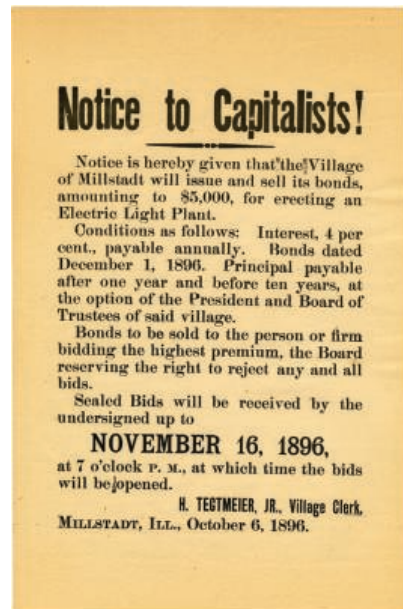 Notice to Capitalists!
Notice is hereby given that the Village
of Millstadt will issue and sell its bonds,
amounting to $5,000, for erecting an
Electric Light Plant.
Conditions as follows: Interest, 4 per
cent., payable annually. Bonds dated
December 1, 1896. Principal payable
after one year and before ten years, at
the option of the President and Board of
Trustees of said village.
Bonds to be sold to the person or firm
bidding the highest premium, the Board
reserving the right to reject any and all
bids.
Sealed Bids will be received by the
undersigned up to
NOVEMBER 16, 1896,
at 7 o'clock P. M., at which time the bids
will be opened.
H. TEGTMEIER, JR., Village Clerk,
MILLSTADT, ILL., October 6, 1896.